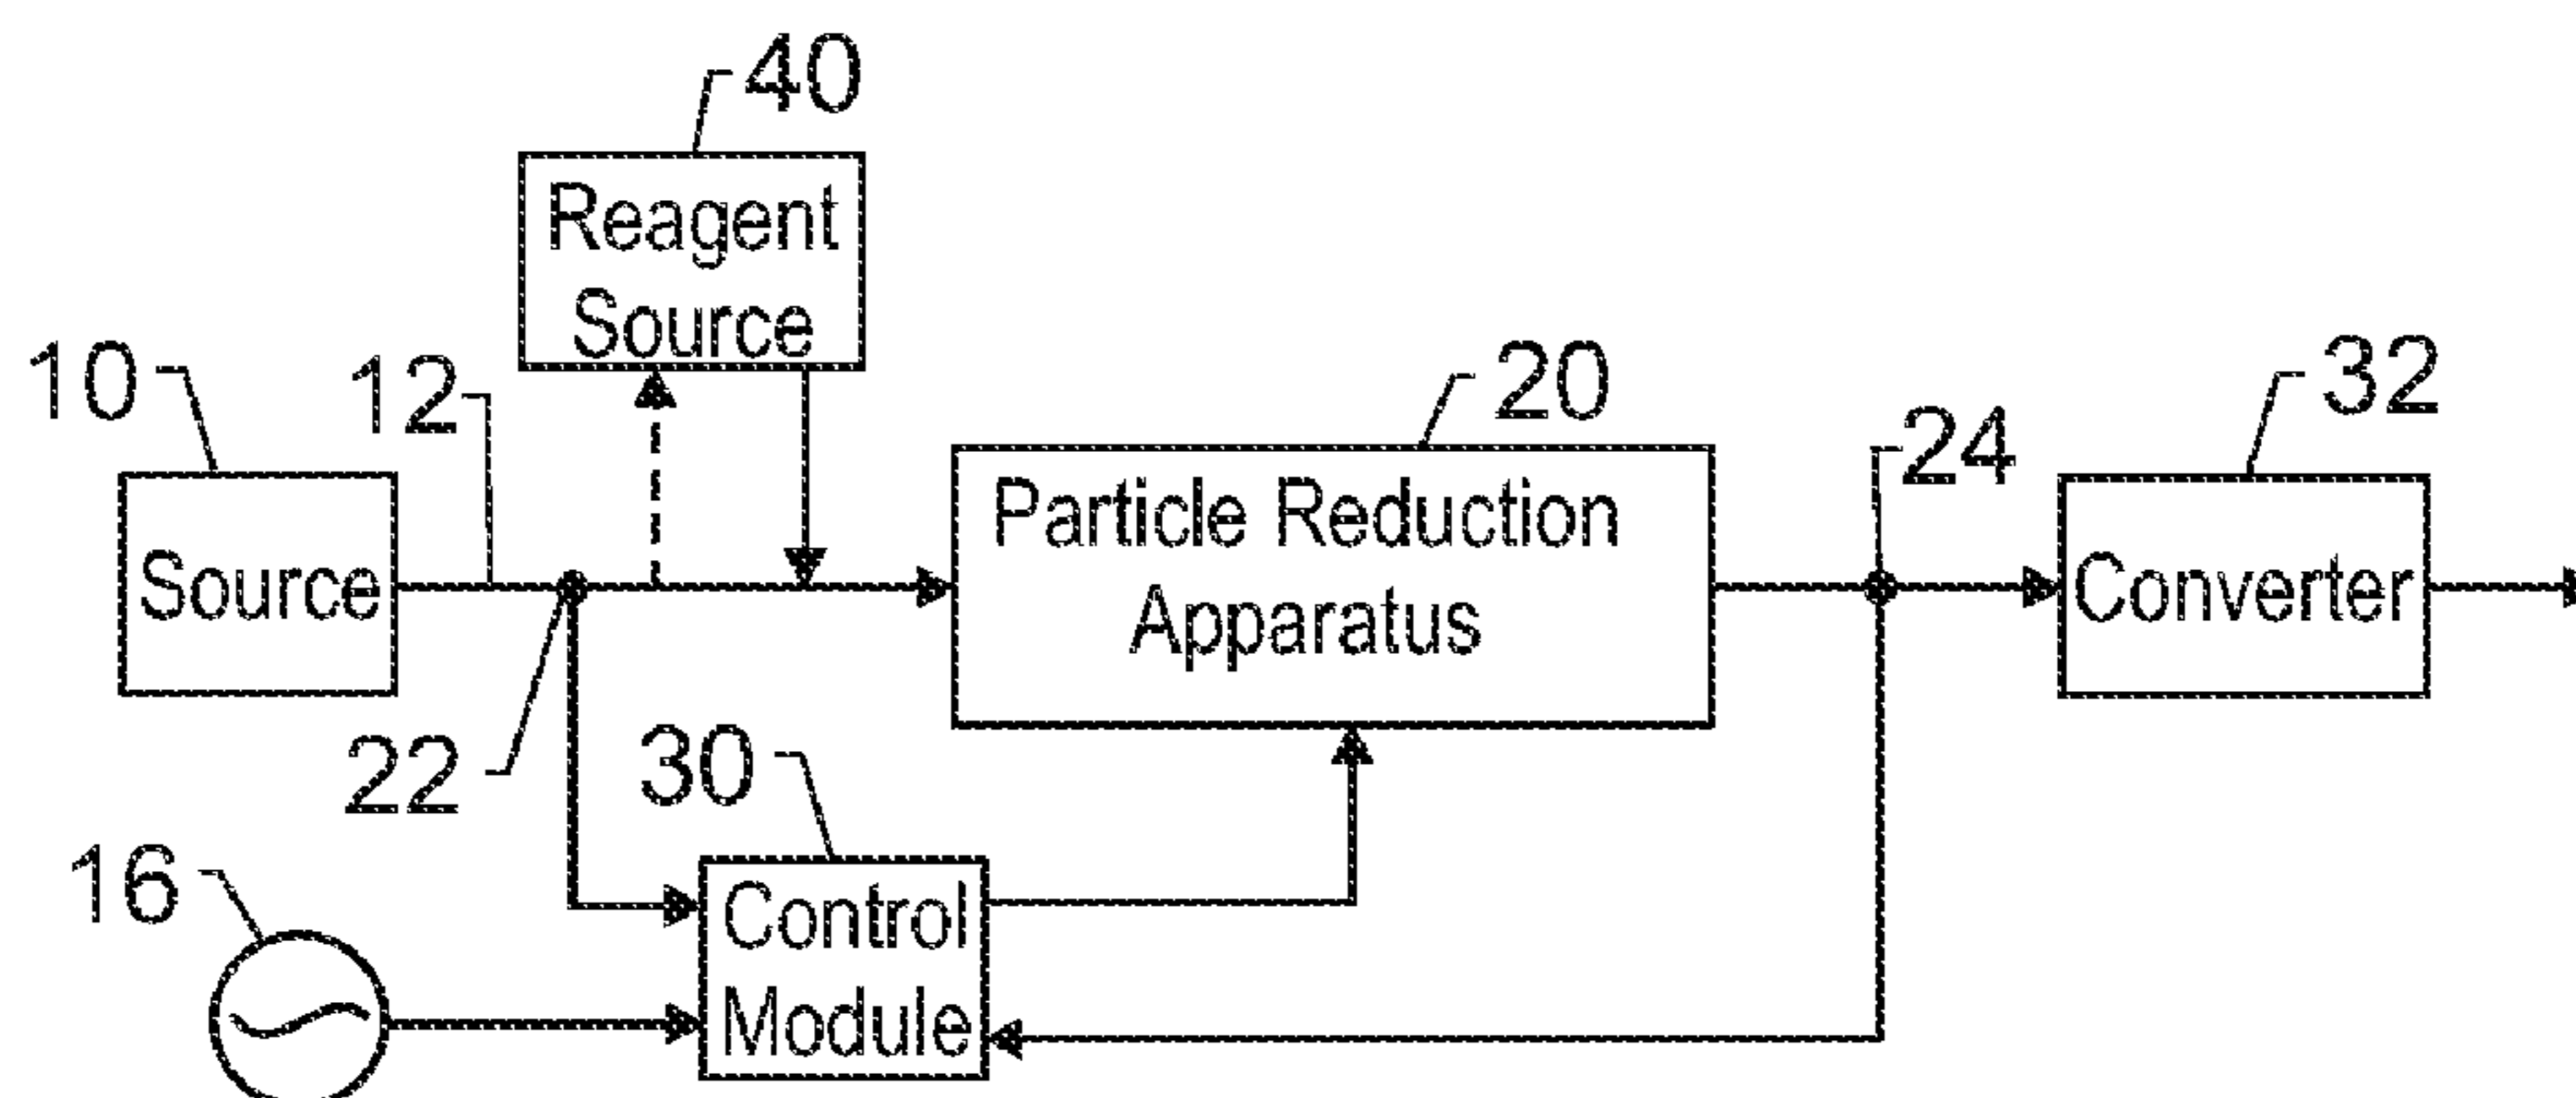 40
Reagent
Source
10
12
20
24
32
Source
Particle Reduction
Apparatus
Converter
22
30
16
Control
Module